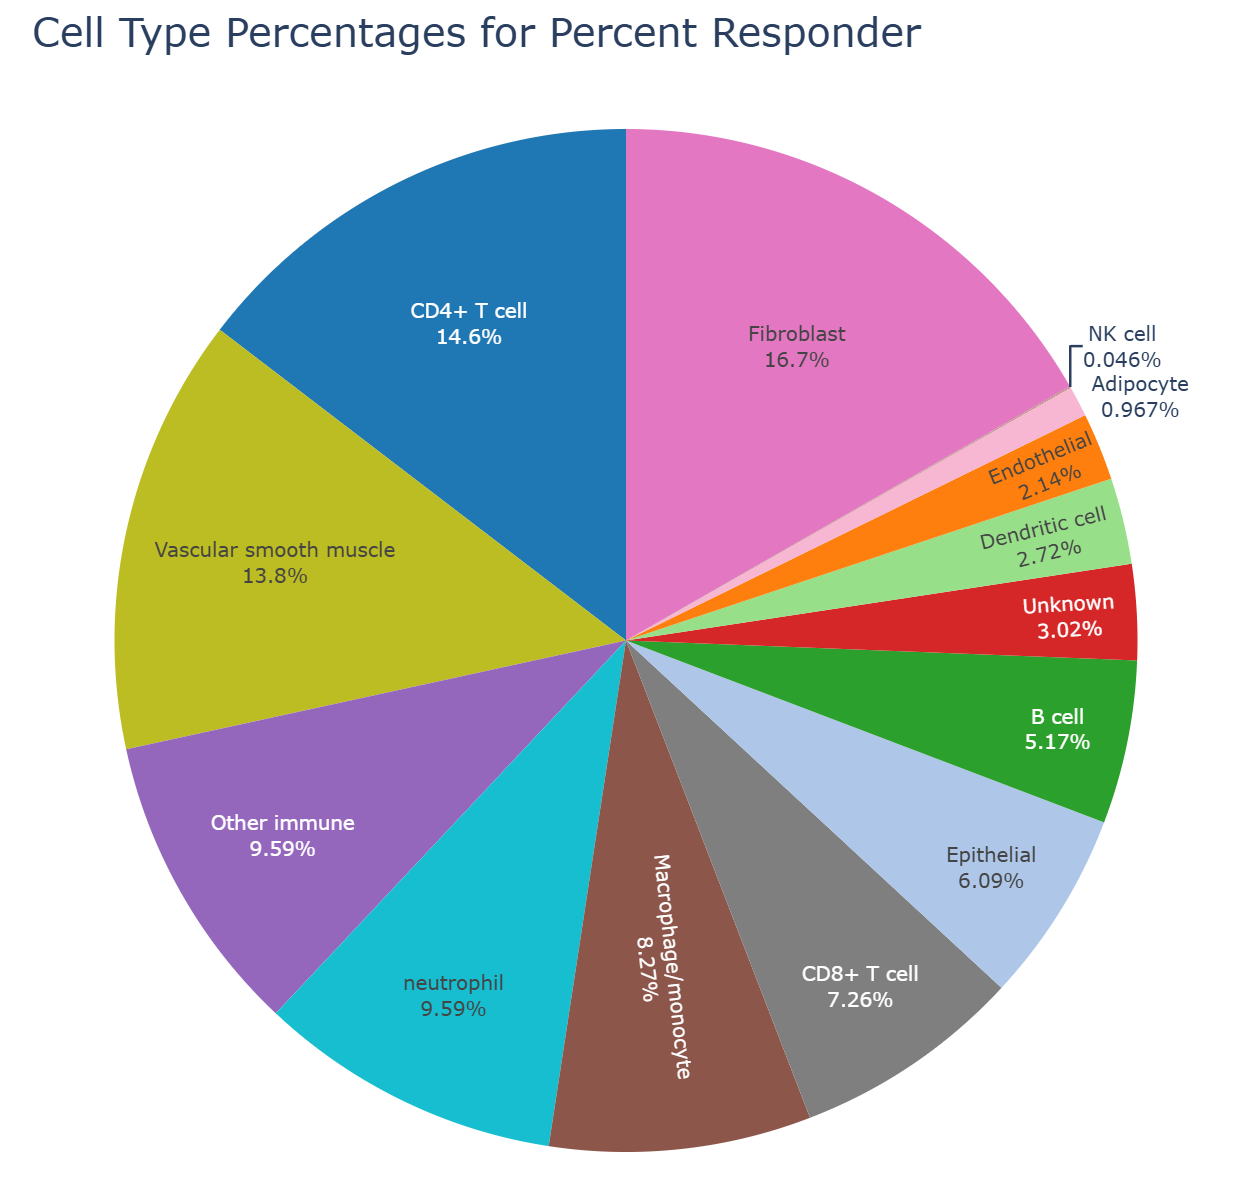 Cell Type Percentages for Percent Responder
CD4+ T cell
14.6%
Fibroblast
16.7%
NK cell
0.046%
Adipocyte
0.967%
Endothelial
2.14%
Dendritic cell
2.72%
Unknown
3.02%
B cell
5.17%
Epithelial
6.09%
CD8+ T cell
7.26%
Macrophage/monocyte
8.27%
neutrophil
9.59%
Other immune
9.59%
Vascular smooth muscle
13.8%